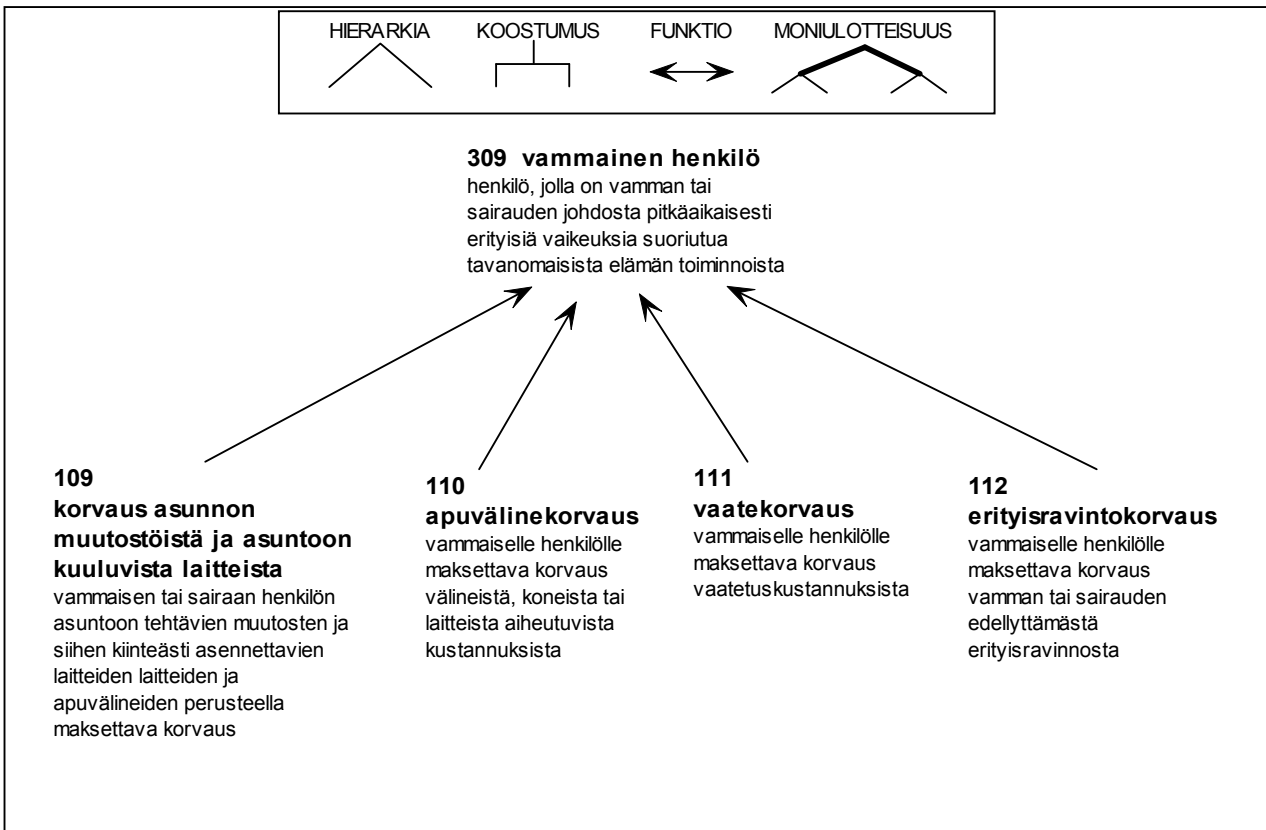 HIERARKIA KOOSTUMUS FUNKTIO MONIULOTTEISUUS
309 vammainen henkilö
henkilö, jolla on vamman tai
sairauden johdosta pitkäaikaisesti
erityisiä vaikeuksia suoriutua
tavanomaisista elämän toiminnoista
109
korvaus asunnon
muutostöistä ja asuntoon
kuuluvista laitteista
vammaisen tai sairaan henkilön
asuntoon tehtävien muutosten ja
siihen kiinteästi asennettavien
laitteiden laitteiden ja
apuvälineiden perusteella
maksettava korvaus
110
apuvälinekorvaus
vammaiselle henkilölle
maksettava korvaus
välineistä, koneista tai
laitteista aiheutuvista
kustannuksista
111
vaatekorvaus
vammaiselle henkilölle
maksettava korvaus
vaatetuskustannuksista
112
erityisravintokorvaus
vammaiselle henkilölle
maksettava korvaus
vamman tai sairauden
edellyttämästä
erityisravinnosta